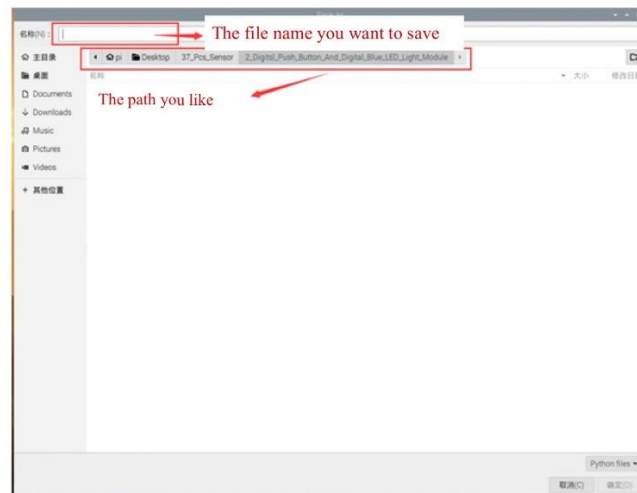 Save as
名称(N)：
The file name you want to save
主目录
pi Desktop 37_Pcs_Sensor 2_Digitsl_Push_Button_And_Digital_Blue_LED_Light_Module
桌面
名称 大小 修改日期
Documents
The path you like
Downloads
Music
Pictures
Videos
+ 其他位置
Python files
取消(C) 确定(O)